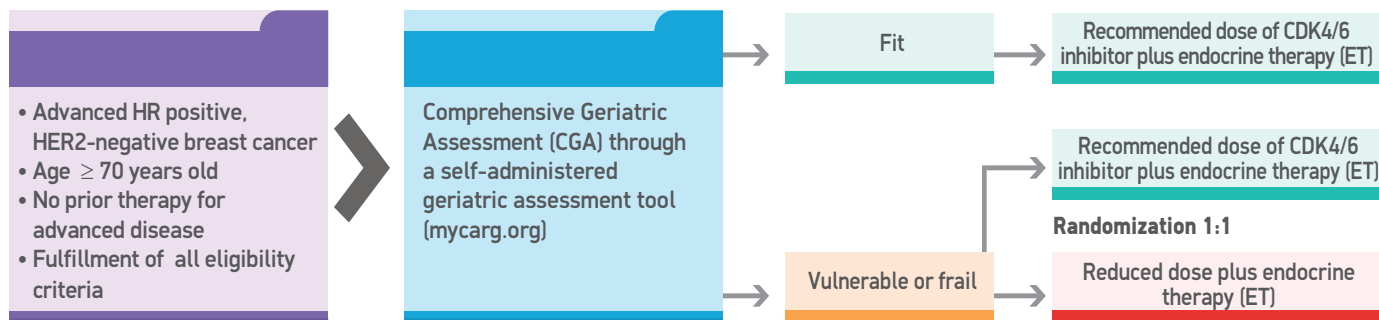 • Advanced HR positive,
HER2-negative breast cancer
• Age ≥ 70 years old
• No prior therapy for
advanced disease
• Fulfillment of all eligibility
criteria
Comprehensive Geriatric
Assessment (CGA) through
a self-administered
geriatric assessment tool
(mycarg.org)
Fit
Recommended dose of CDK4/6
inhibitor plus endocrine therapy (ET)
Vulnerable or frail
Recommended dose of CDK4/6
inhibitor plus endocrine therapy (ET)
Randomization 1:1
Reduced dose plus endocrine
therapy (ET)